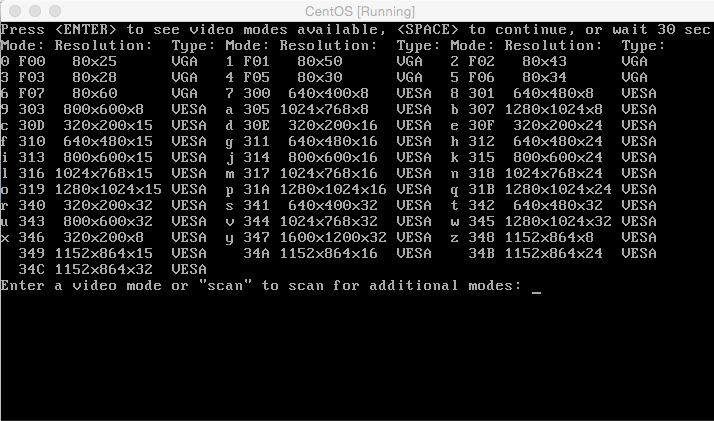 CentOS [Running]
Press <ENTER> to see video modes available, <SPACE> to continue, or wait 30 sec
Mode: Resolution:  Type: Mode: Resolution:  Type: Mode: Resolution:  Type:
0 F00   80x25      VGA   1 F01   80x50      VGA   2 F02   80x43      VGA
3 F03   80x28      VGA   4 F05   80x30      VGA   5 F06   80x34      VGA
6 F07   80x60      VGA   7 300  640x400x8   VESA  8 301  640x480x8   VESA
9 303  800x600x8   VESA  a 305 1024x768x8   VESA  b 307 1280x1024x8  VESA
c 30D  320x200x15  VESA  d 30E  320x200x16  VESA  e 30F  320x200x24  VESA
f 310  640x480x15  VESA  g 311  640x480x16  VESA  h 312  640x480x24  VESA
i 313  800x600x15  VESA  j 314  800x600x16  VESA  k 315  800x600x24  VESA
l 316 1024x768x15  VESA  m 317 1024x768x16  VESA  n 318 1024x768x24  VESA
o 319 1280x1024x15 VESA  p 31A 1280x1024x16 VESA  q 31B 1280x1024x24 VESA
r 340  320x200x32  VESA  s 341  640x400x32  VESA  t 342  640x480x32  VESA
u 343  800x600x32  VESA  v 344 1024x768x32  VESA  w 345 1280x1024x32 VESA
x 346  320x200x8   VESA  y 347 1600x1200x32 VESA  z 348 1152x864x8   VESA
  349 1152x864x15  VESA    34A 1152x864x16  VESA    34B 1152x864x24  VESA
  34C 1152x864x32  VESA
Enter a video mode or "scan" to scan for additional modes: _